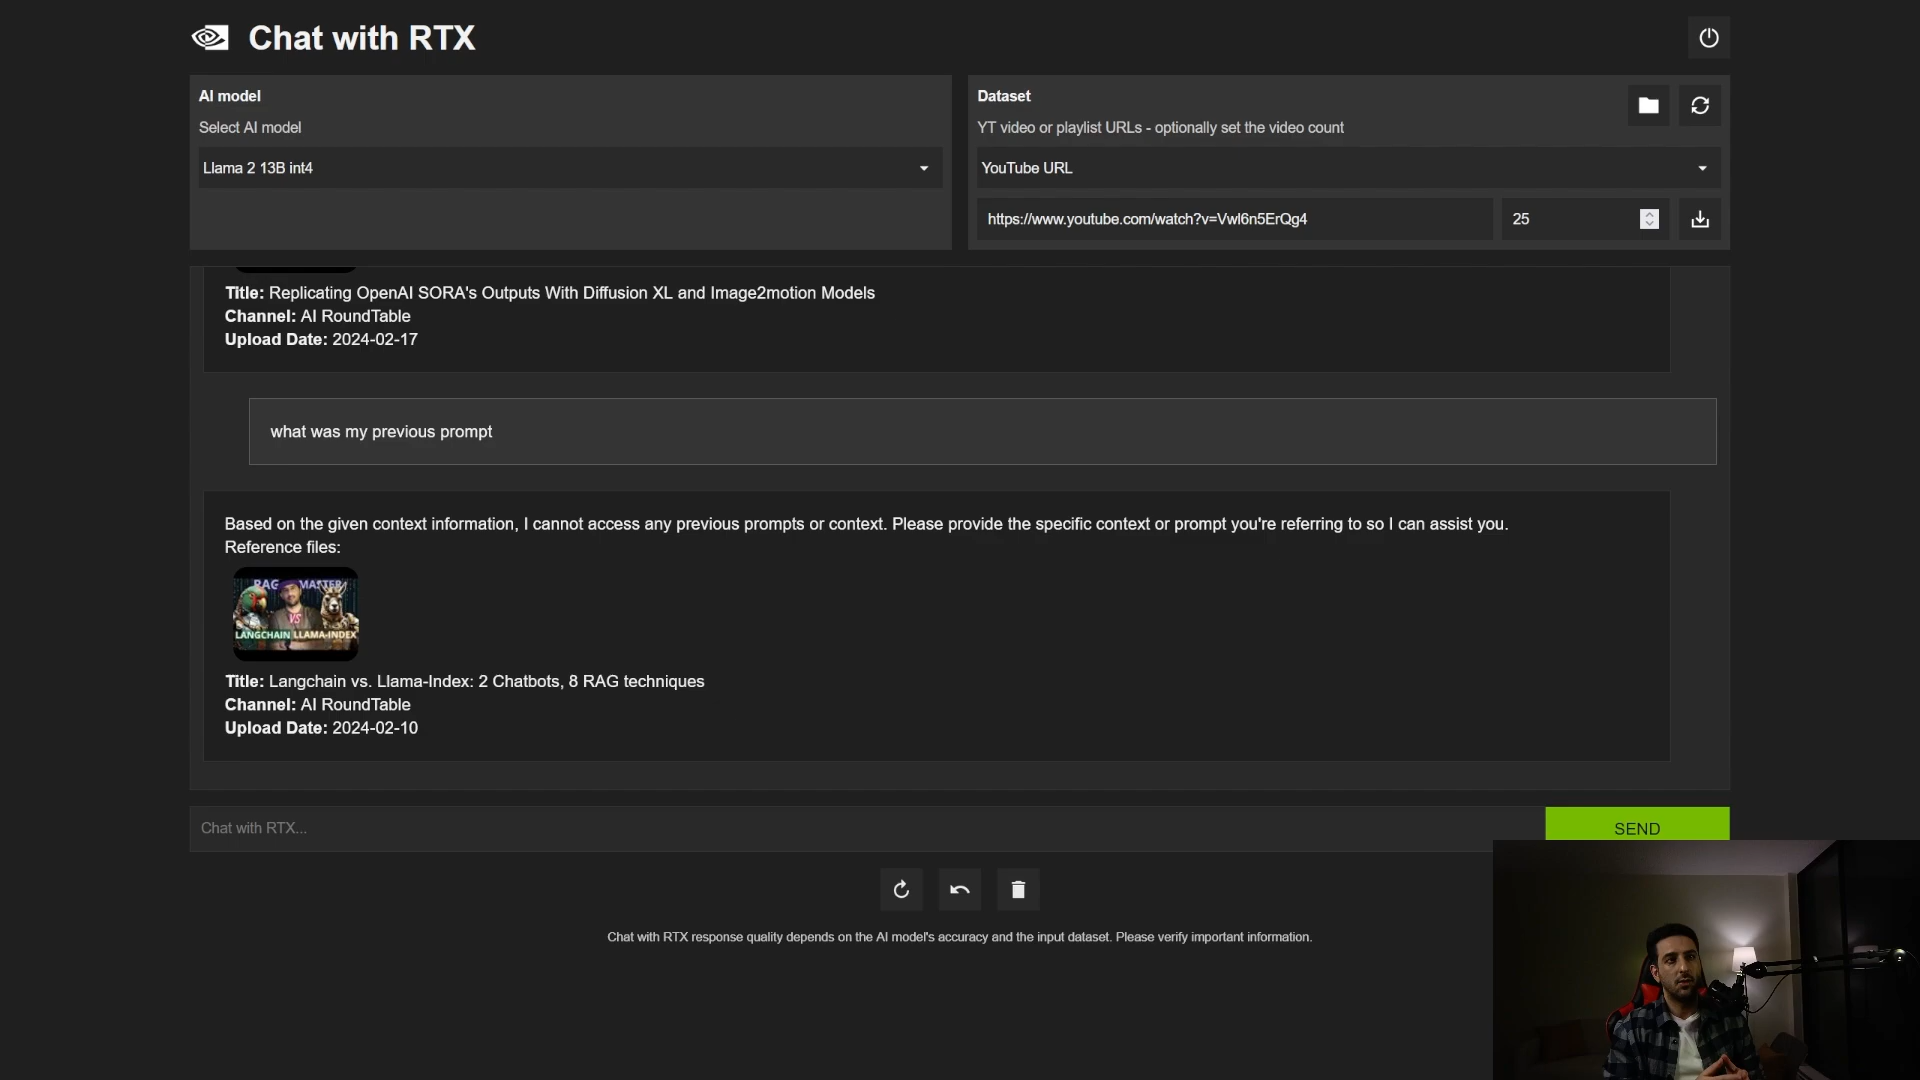 Chat with RTX
AI model
Select AI model
Llama 2 13B int4
Dataset
YT video or playlist URLs - optionally set the video count
YouTube URL
https://www.youtube.com/watch?v=Vwl6n5ErQg4
25
Title: Replicating OpenAI SORA's Outputs With Diffusion XL and Image2motion Models
Channel: AI RoundTable
Upload Date: 2024-02-17
what was my previous prompt
Based on the given context information, I cannot access any previous prompts or context. Please provide the specific context or prompt you're referring to so I can assist you.
Reference files:
RAG MASTER
VS
LANGCHAIN LLAMA-INDEX
Title: Langchain vs. Llama-Index: 2 Chatbots, 8 RAG techniques
Channel: AI RoundTable
Upload Date: 2024-02-10
Chat with RTX...
SEND
Chat with RTX response quality depends on the AI model's accuracy and the input dataset. Please verify important information.